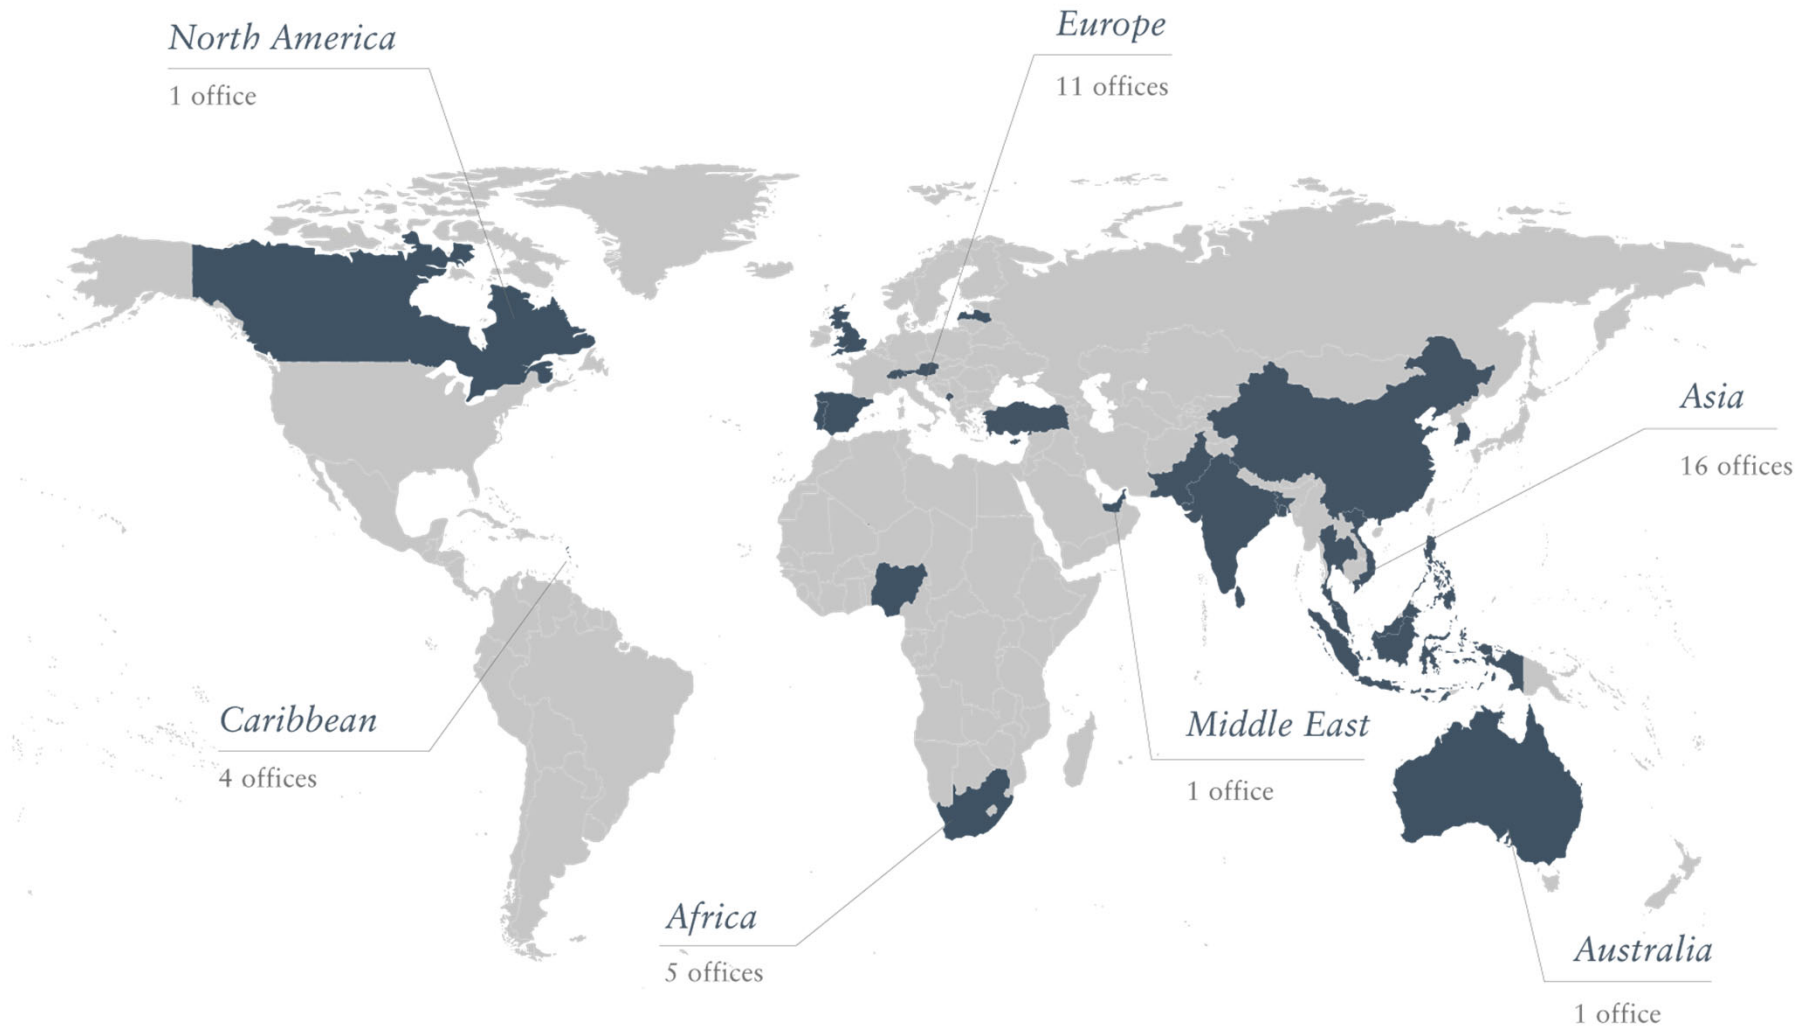 North America
1 office
Europe
11 offices
Asia
16 offices
Caribbean
4 offices
Middle East
1 office
Africa
5 offices
Australia
1 office